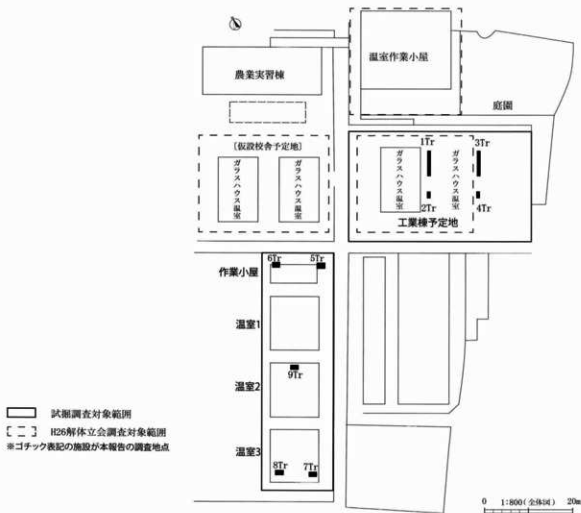 温室作業小屋
農業実習棟
庭園
[仮設校舎予定地]
ガラスハウス温室
ガラスハウス温室
ガラスハウス温室
ガラスハウス温室
1Tr
3Tr
2Tr
4Tr
工業棟予定地
6Tr
5Tr
作業小屋
温室1
9Tr
温室2
温室3
8Tr
7Tr
試掘調査対象範囲
H26解体立会調査対象範囲
※ゴチック表記の施設が本報告の調査地点
0 1:800(全体図) 20m